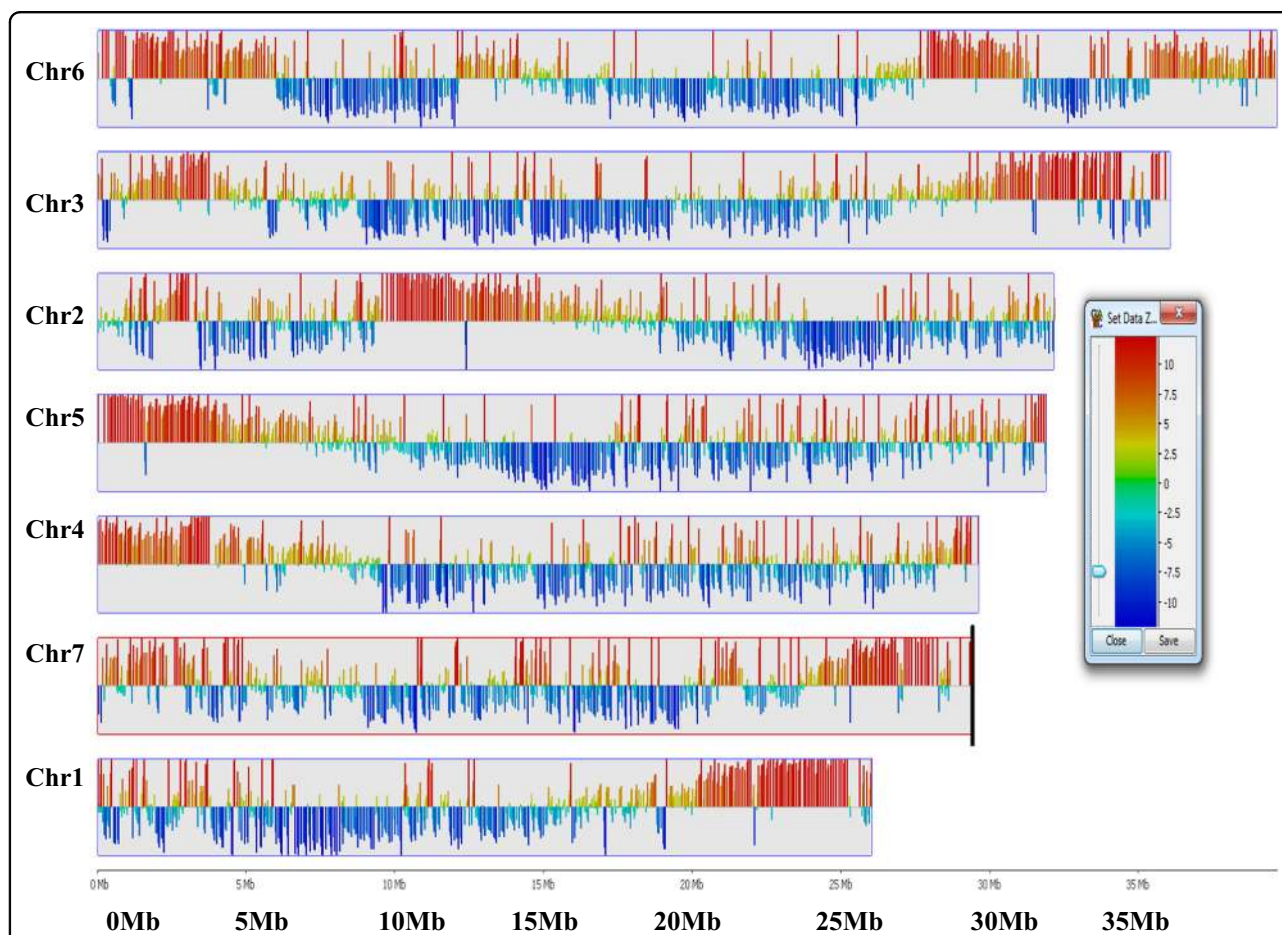 Chr6
Chr3
Chr2
Chr5
Chr4
Chr7
Chr1
Set Data Z...
10
7.5
5
2.5
0
-2.5
-5
-7.5
-10
Close Save
0 Mb 5 Mb 10 Mb 15 Mb 20 Mb 25 Mb 30 Mb 35 Mb
0Mb 5Mb 10Mb 15Mb 20Mb 25Mb 30Mb 35Mb